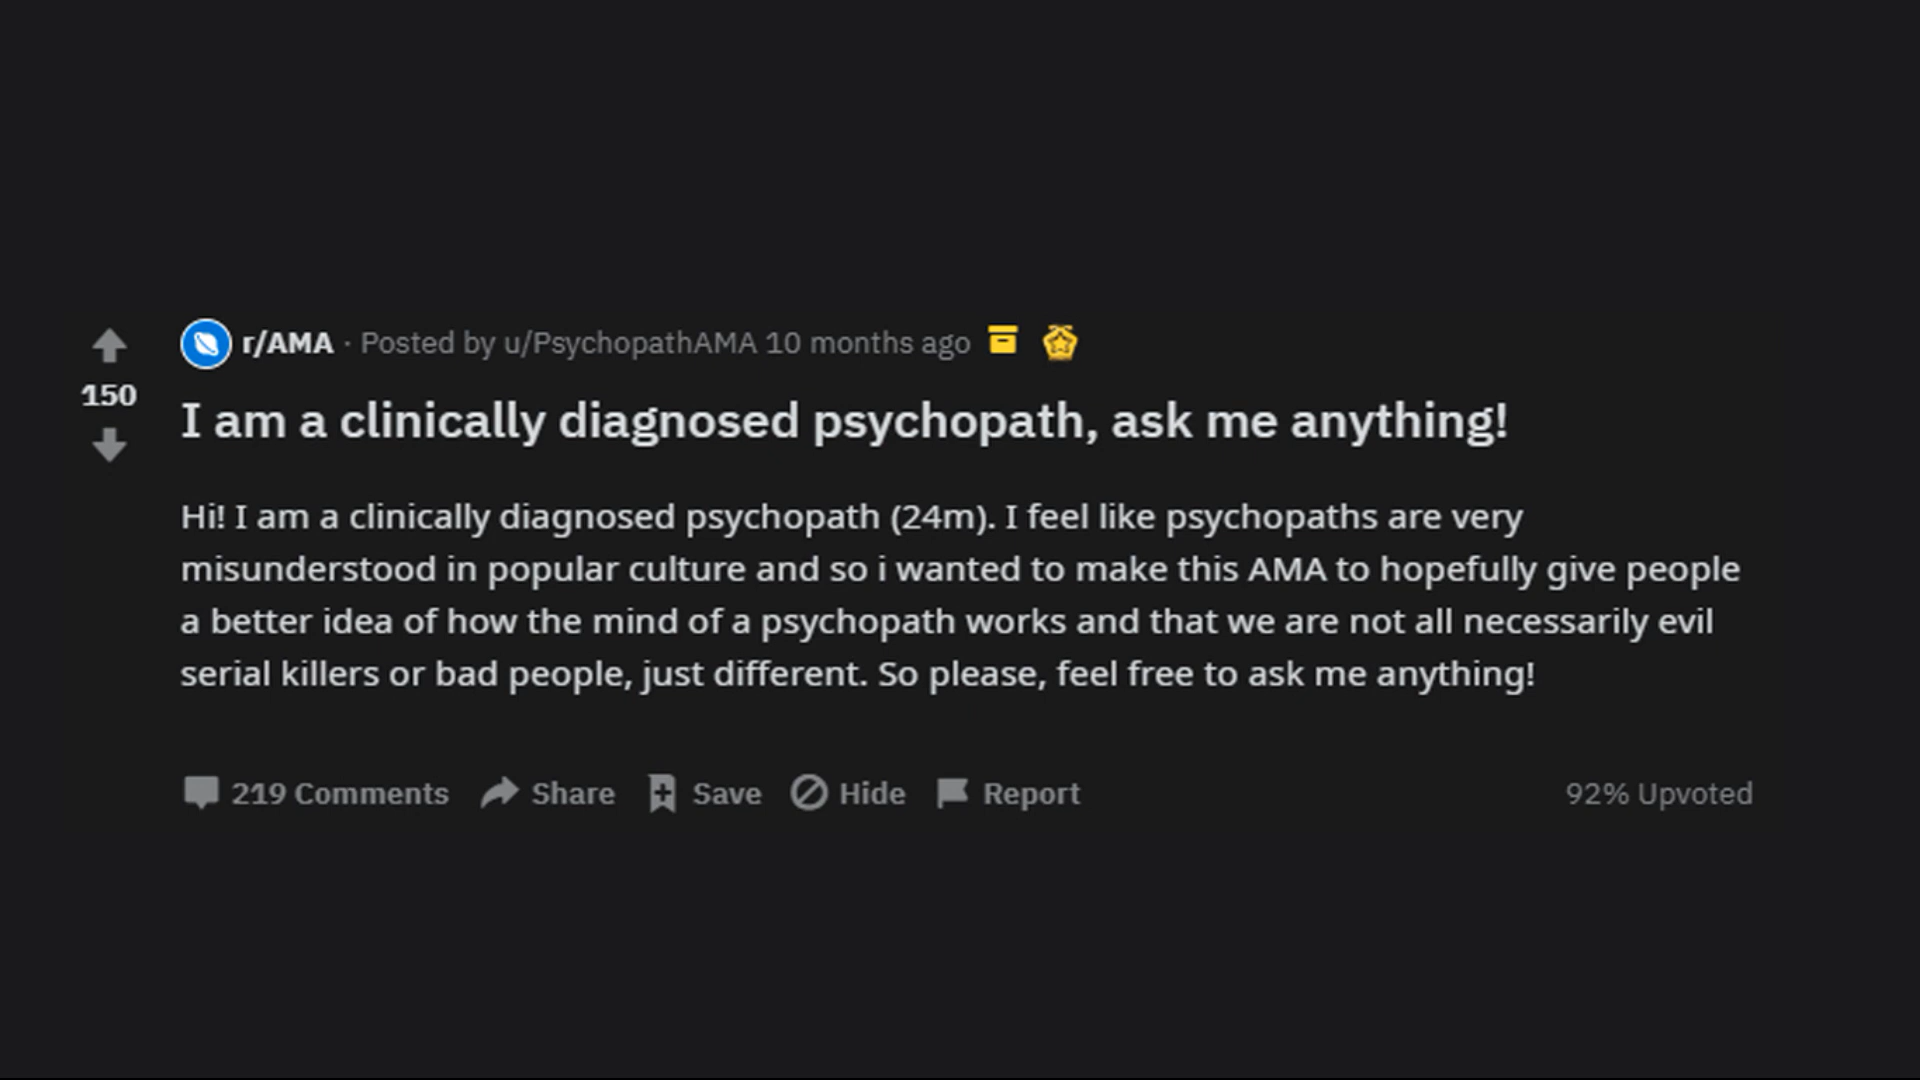 r/AMA · Posted by u/PsychopathAMA 10 months ago
150
I am a clinically diagnosed psychopath, ask me anything!
Hi! I am a clinically diagnosed psychopath (24m). I feel like psychopaths are very
misunderstood in popular culture and so i wanted to make this AMA to hopefully give people
a better idea of how the mind of a psychopath works and that we are not all necessarily evil
serial killers or bad people, just different. So please, feel free to ask me anything!
219 Comments Share Save Hide Report 92% Upvoted